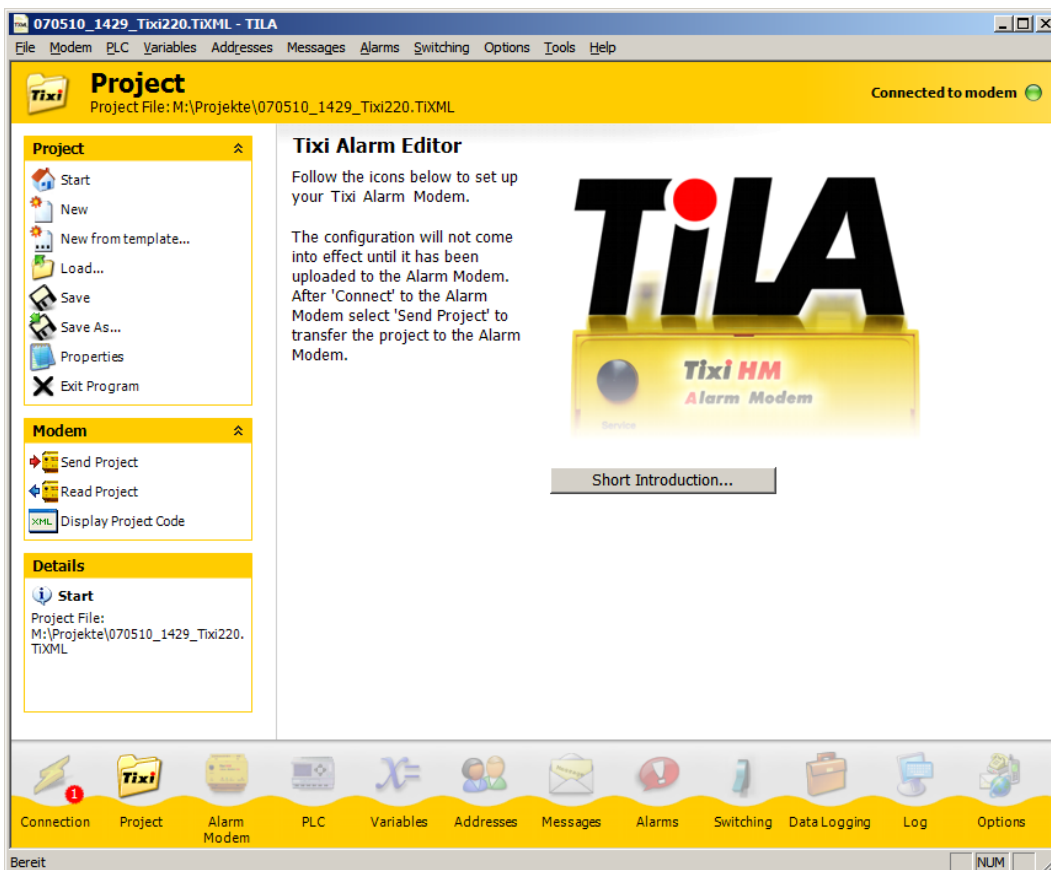 070510_1429_Tixi220.TiXML - TILA
File Modem PLC Variables Addresses Messages Alarms Switching Options Tools Help
Tixi
Project
Project File: M:\Projekte\070510_1429_Tixi220.TiXML
Connected to modem
Project
Start
New
New from template...
Load...
Save
Save As...
Properties
Exit Program
Modem
Send Project
Read Project
XML
Display Project Code
Details
Start
Project File:
M:\Projekte\070510_1429_Tixi220.
TiXML
Tixi Alarm Editor
Follow the icons below to set up
your Tixi Alarm Modem.
The configuration will not come
into effect until it has been
uploaded to the Alarm Modem.
After 'Connect' to the Alarm
Modem select 'Send Project' to
transfer the project to the Alarm
Modem.
TiLA
Tixi HM
Alarm Modem
Service
Short Introduction...
1
Tixi
Connection Project Alarm Modem PLC Variables Addresses Messages Alarms Switching Data Logging Log Options
Bereit
NUM